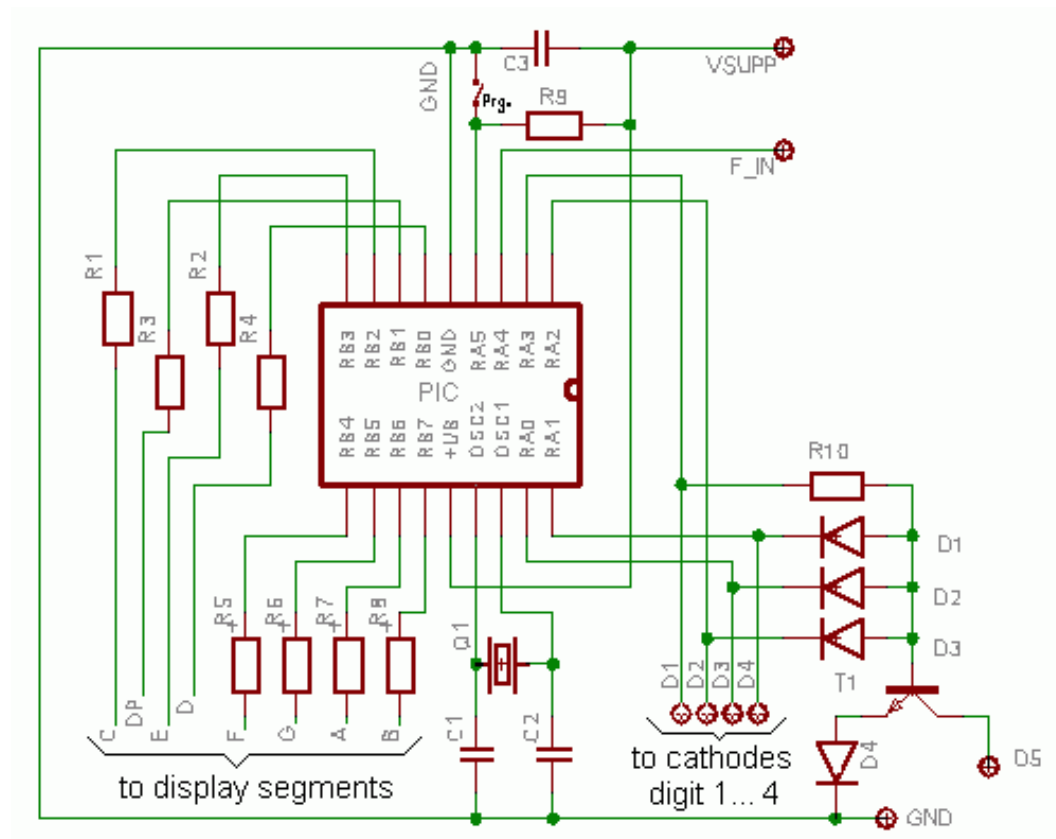 C3
VSUPP
GND
Prg.
R9
F_IN
R1
R2
R3
R4
RB3
RB2
RB1
RB0
GND
RA5
RA4
RA3
RA2
PIC
RB4
RB5
RB6
RB7
+UB
OSC2
OSC1
RA0
RA1
R10
D1
D2
D3
R5
R6
R7
R8
+
+
+
+
Q1
T1
D1
D2
D3
D4
C
DP
E
D
F
G
A
B
C1
C2
D4
D5
to display segments
to cathodes
digit 1... 4
GND